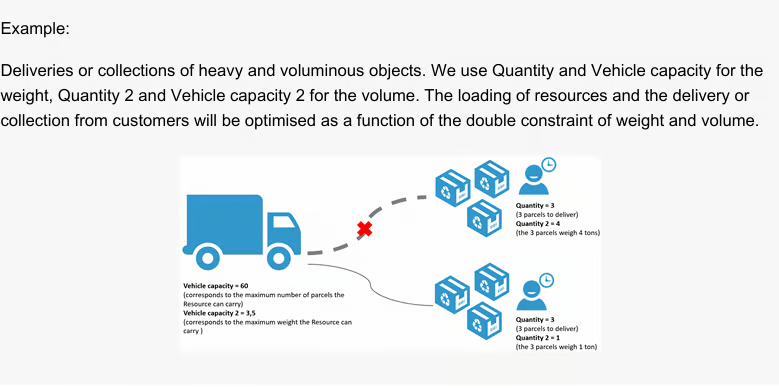 Example:
Deliveries or collections of heavy and voluminous objects. We use Quantity and Vehicle capacity for the
weight, Quantity 2 and Vehicle capacity 2 for the volume. The loading of resources and the delivery or
collection from customers will be optimised as a function of the double constraint of weight and volume.
Quantity = 3
(3 parcels to deliver)
Quantity 2 = 4
(the 3 parcels weigh 4 tons)
Vehicle capacity = 60
(corresponds to the maximum number of parcels the
Resource can carry)
Vehicle capacity 2 = 3,5
(corresponds to the maximum weight the Resource can
carry )
Quantity = 3
(3 parcels to deliver)
Quantity 2 = 1
(the 3 parcels weigh 1 ton)